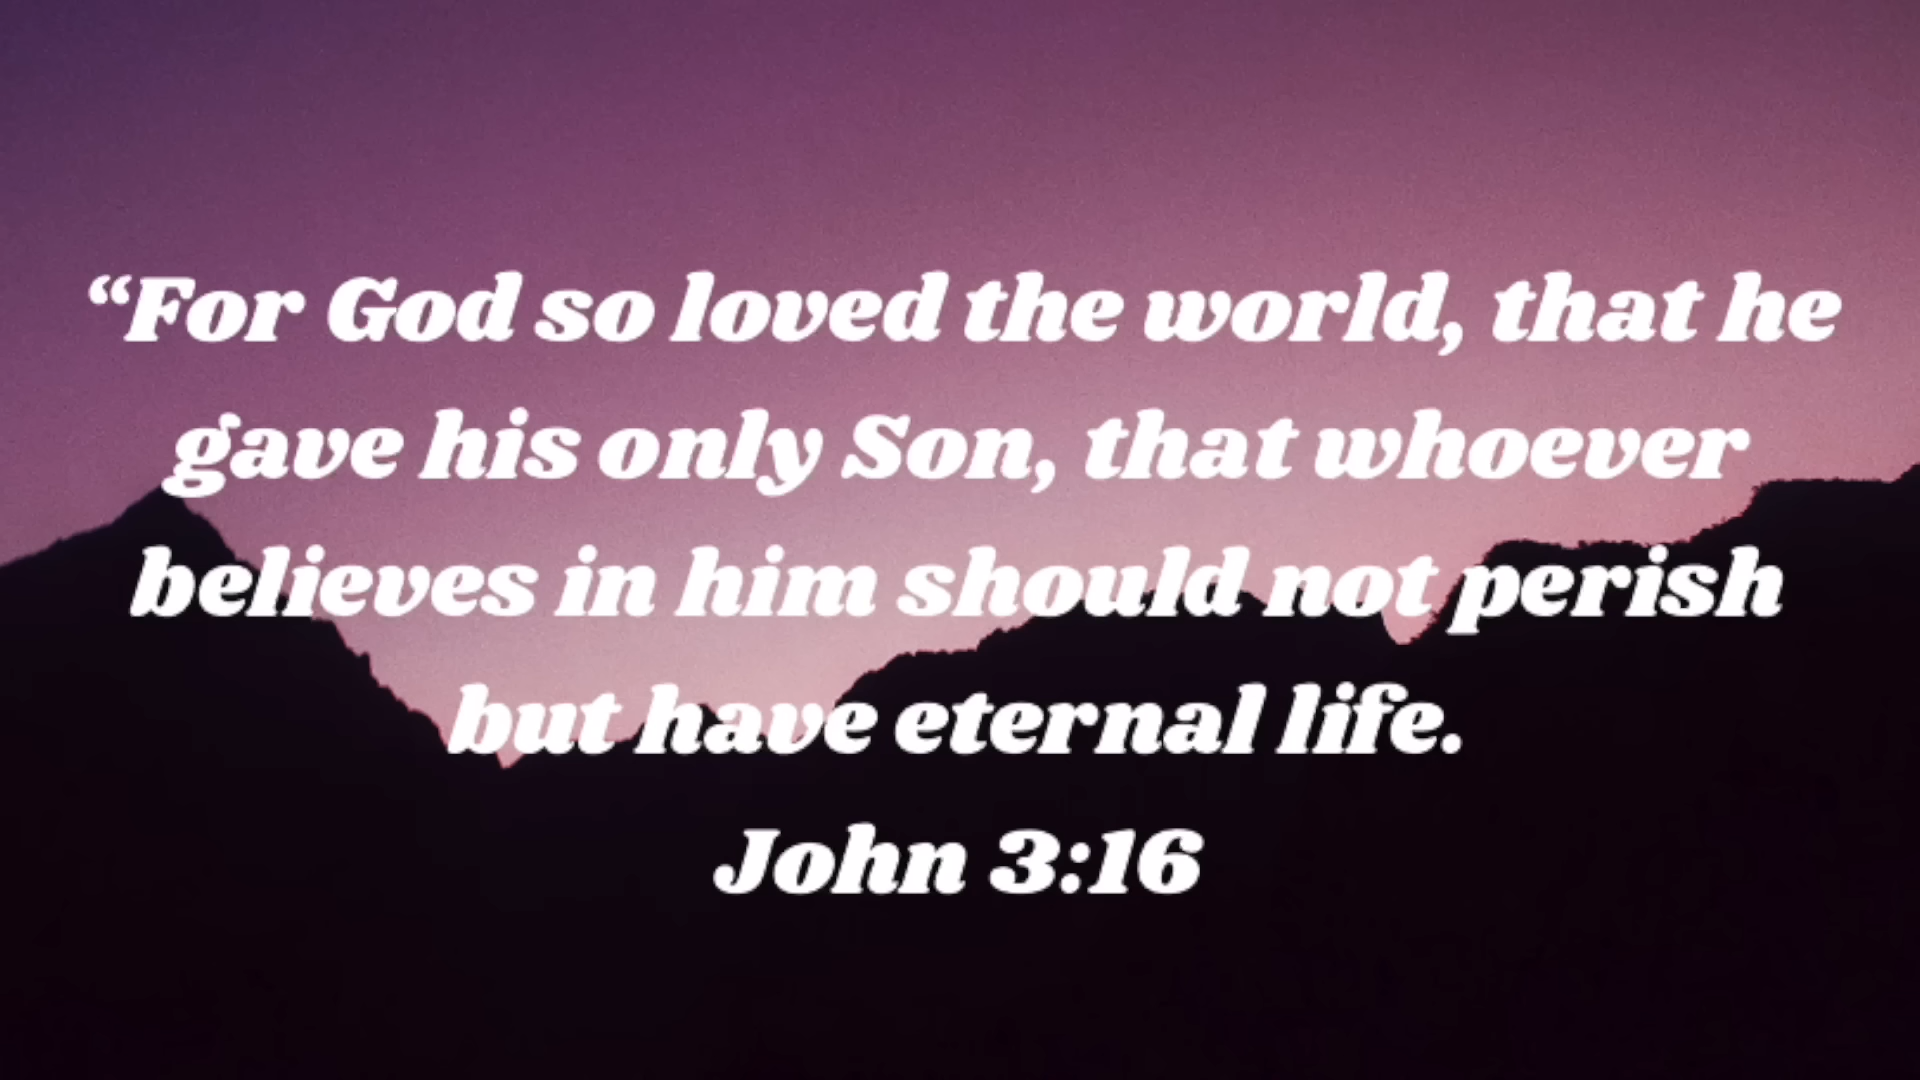 “For God so loved the world, that he
gave his only Son, that whoever
believes in him should not perish
but have eternal life.
John 3:16